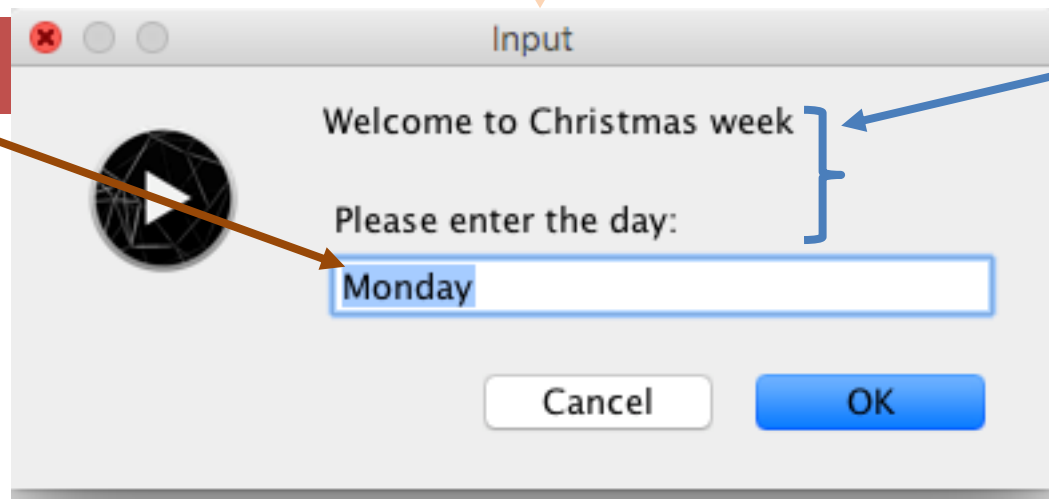 Input
Welcome to Christmas week
Please enter the day:
Monday
Cancel
OK